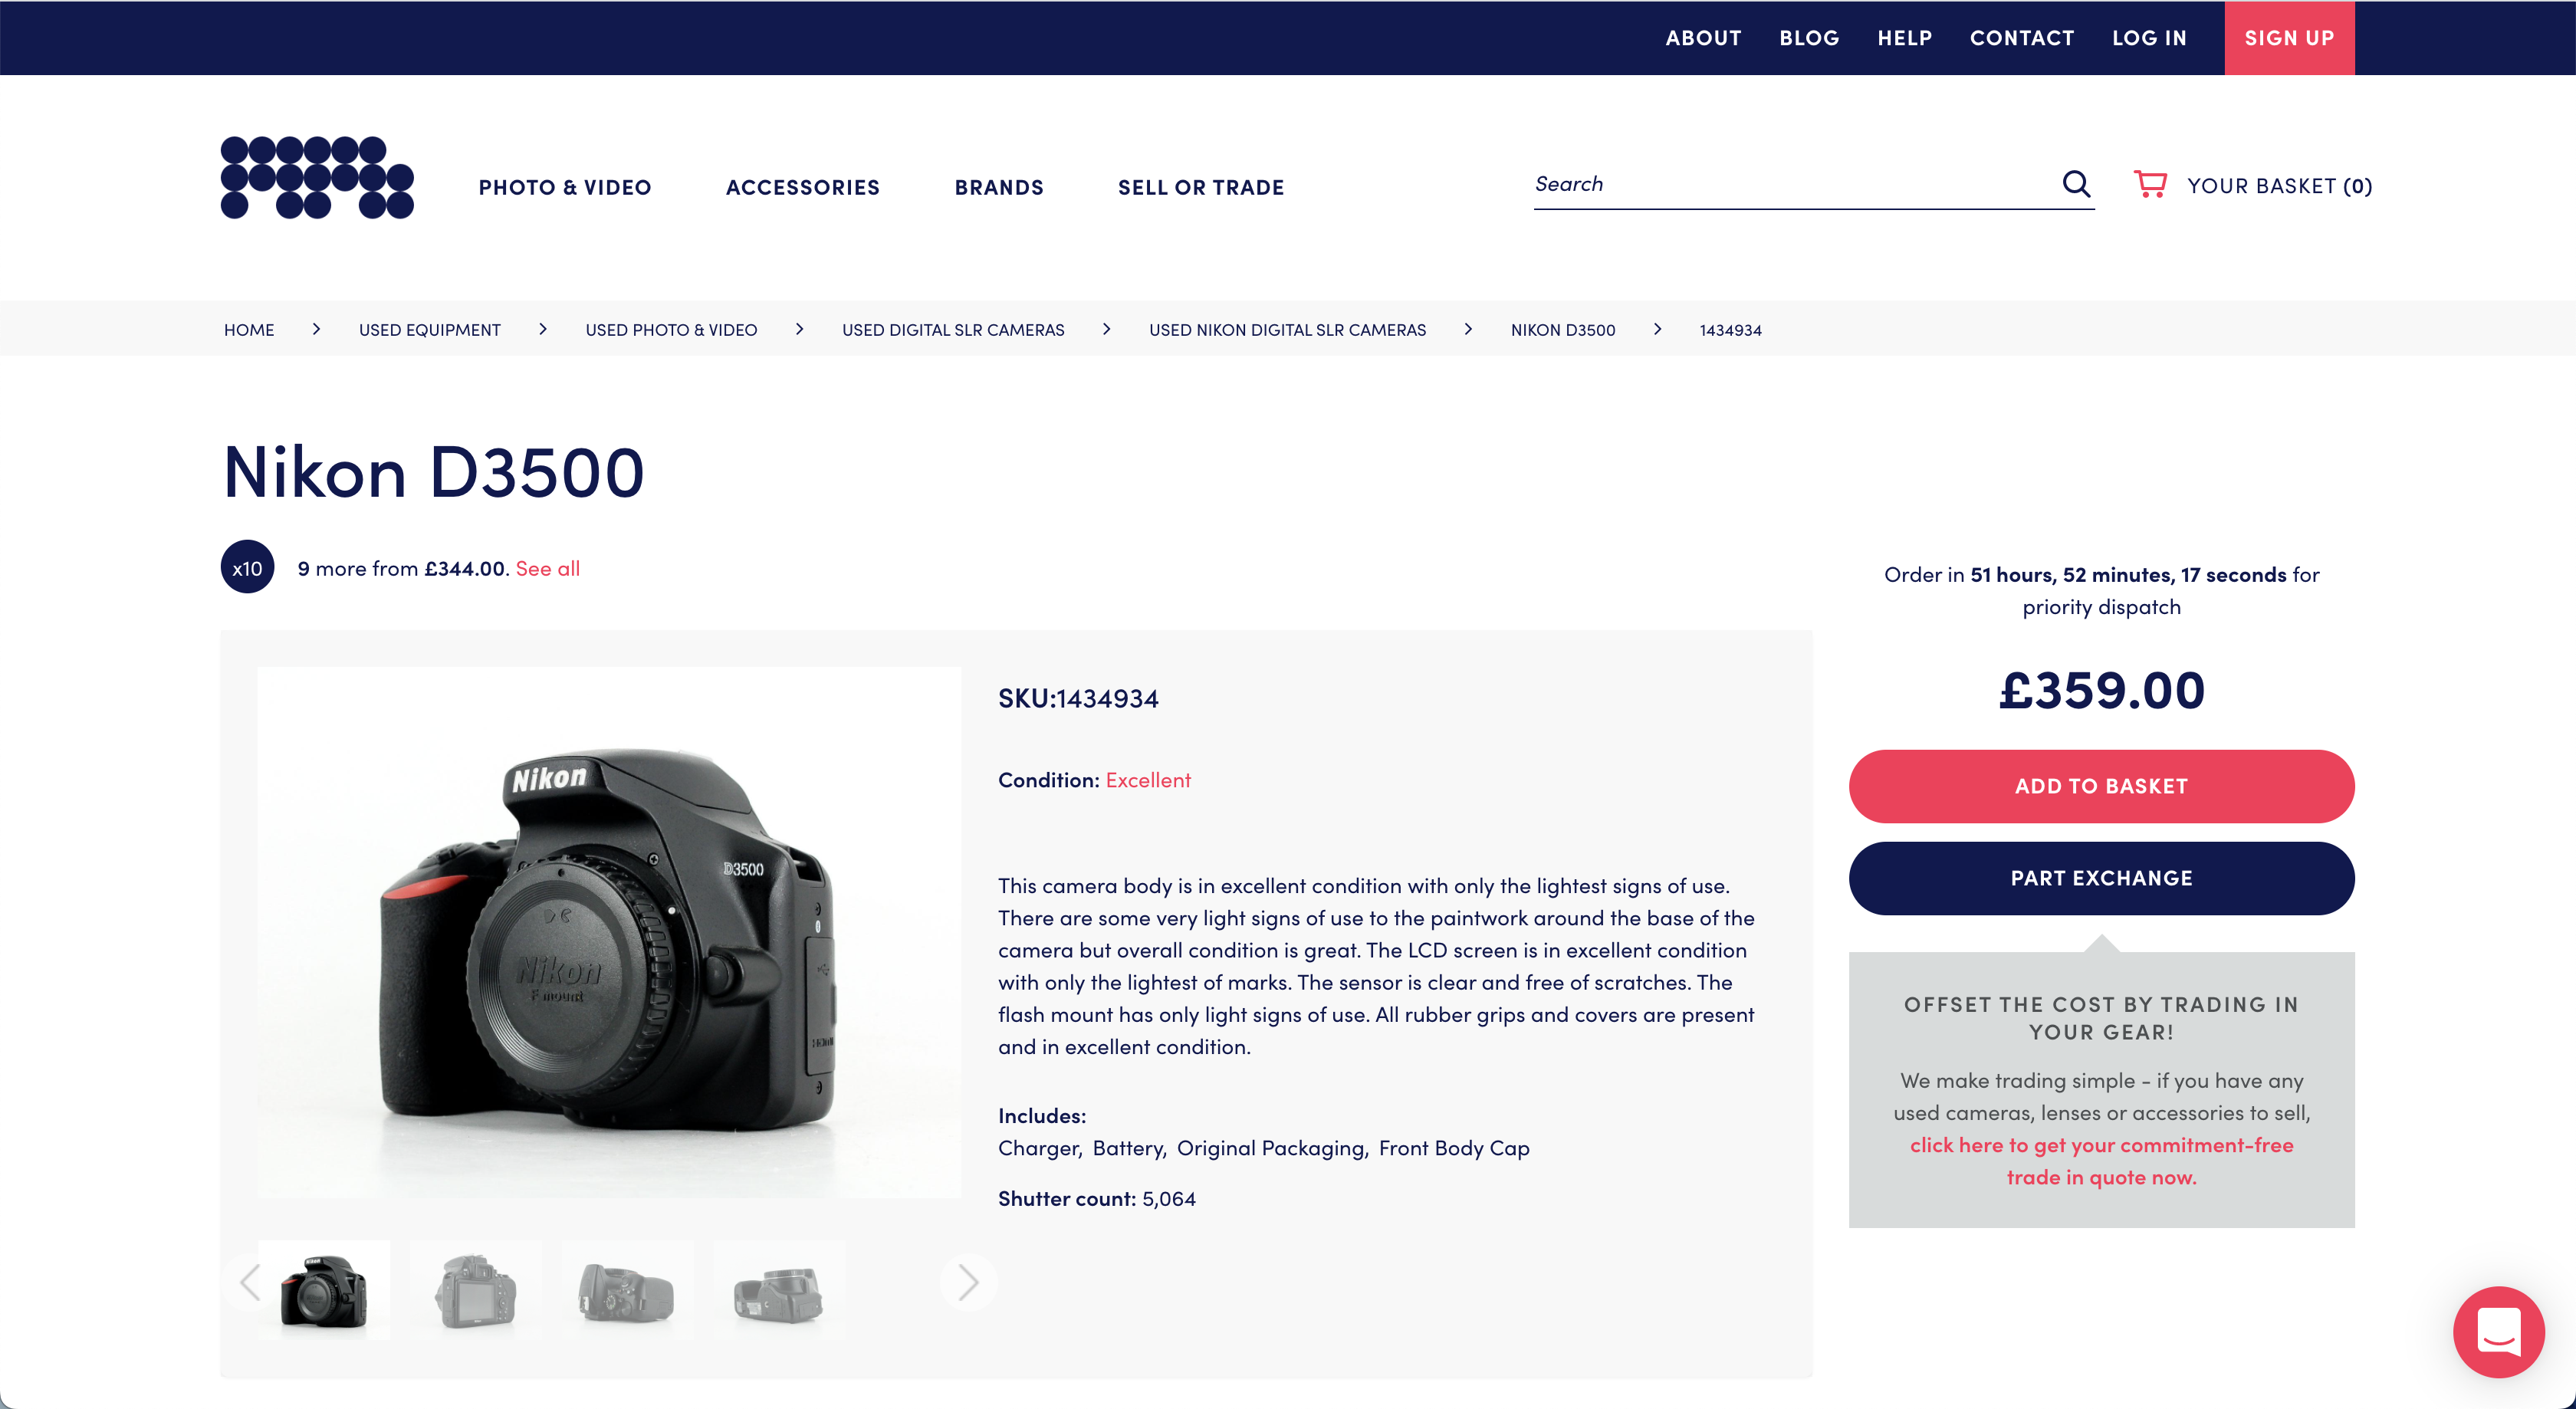 ABOUT BLOG HELP CONTACT LOG IN SIGN UP
PHOTO & VIDEO ACCESSORIES BRANDS SELL OR TRADE Search YOUR BASKET (0)
HOME > USED EQUIPMENT > USED PHOTO & VIDEO > USED DIGITAL SLR CAMERAS > USED NIKON DIGITAL SLR CAMERAS > NIKON D3500 > 1434934
Nikon D3500
x10 9 more from £344.00. See all
Order in 51 hours, 52 minutes, 17 seconds for
priority dispatch
£359.00
ADD TO BASKET
PART EXCHANGE
OFFSET THE COST BY TRADING IN
YOUR GEAR!
We make trading simple - if you have any
used cameras, lenses or accessories to sell,
click here to get your commitment-free
trade in quote now.
Nikon
D3500
Nikon
F mount
HDMI
SKU:1434934
Condition: Excellent
This camera body is in excellent condition with only the lightest signs of use.
There are some very light signs of use to the paintwork around the base of the
camera but overall condition is great. The LCD screen is in excellent condition
with only the lightest of marks. The sensor is clear and free of scratches. The
flash mount has only light signs of use. All rubber grips and covers are present
and in excellent condition.
Includes:
Charger, Battery, Original Packaging, Front Body Cap
Shutter count: 5,064
Nikon